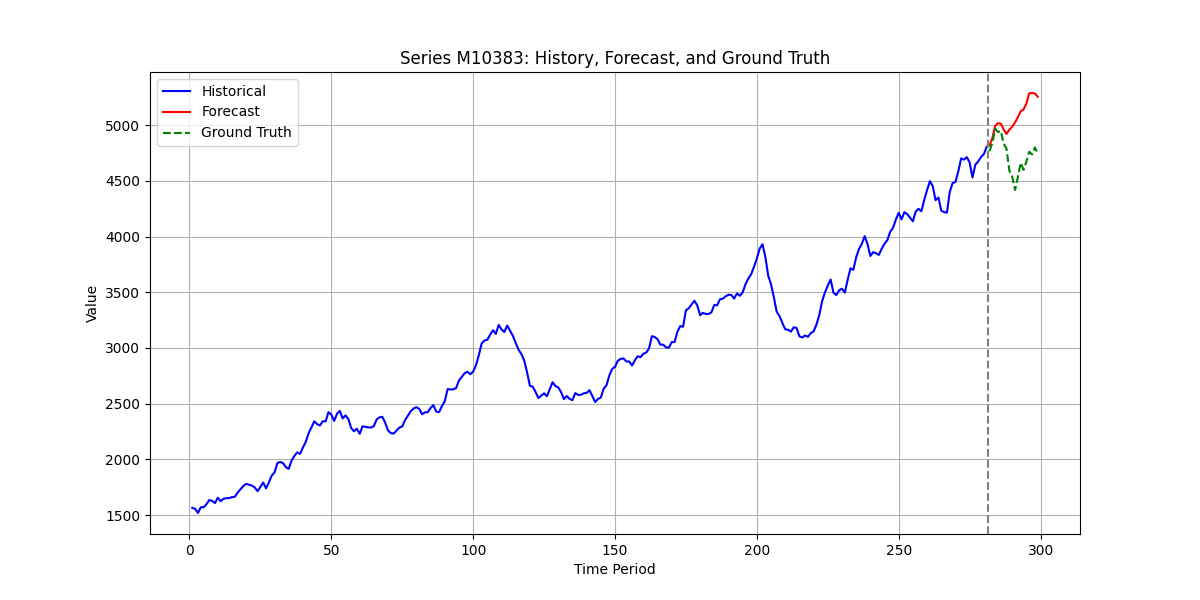 Series M10383: History, Forecast, and Ground Truth
Historical
Forecast
Ground Truth
Value
5000
4500
4000
3500
3000
2500
2000
1500
0 50 100 150 200 250 300
Time Period